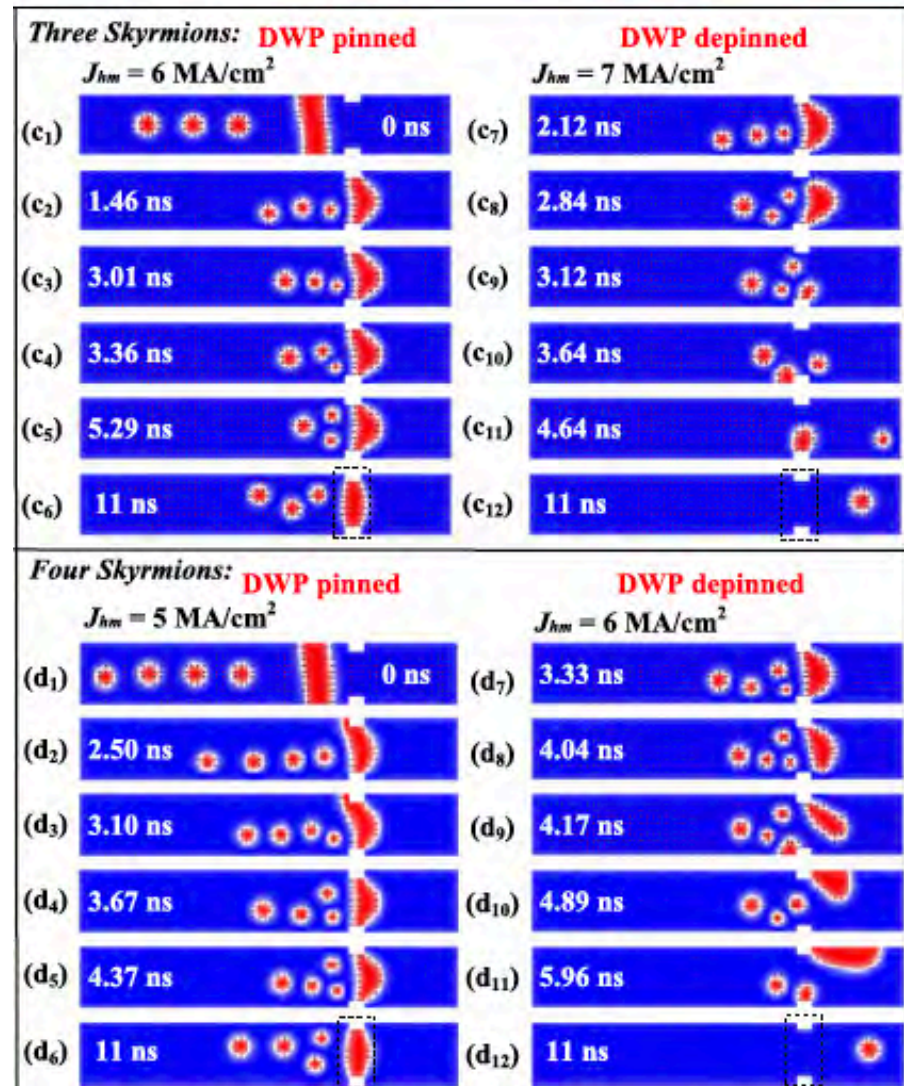 Three Skyrmions: DWP pinned DWP depinned
J_hm = 6 MA/cm² J_hm = 7 MA/cm²
(c₁) 0 ns (c₇) 2.12 ns
(c₂) 1.46 ns (c₈) 2.84 ns
(c₃) 3.01 ns (c₉) 3.12 ns
(c₄) 3.36 ns (c₁₀) 3.64 ns
(c₅) 5.29 ns (c₁₁) 4.64 ns
(c₆) 11 ns (c₁₂) 11 ns
Four Skyrmions: DWP pinned DWP depinned
J_hm = 5 MA/cm² J_hm = 6 MA/cm²
(d₁) 0 ns (d₇) 3.33 ns
(d₂) 2.50 ns (d₈) 4.04 ns
(d₃) 3.10 ns (d₉) 4.17 ns
(d₄) 3.67 ns (d₁₀) 4.89 ns
(d₅) 4.37 ns (d₁₁) 5.96 ns
(d₆) 11 ns (d₁₂) 11 ns